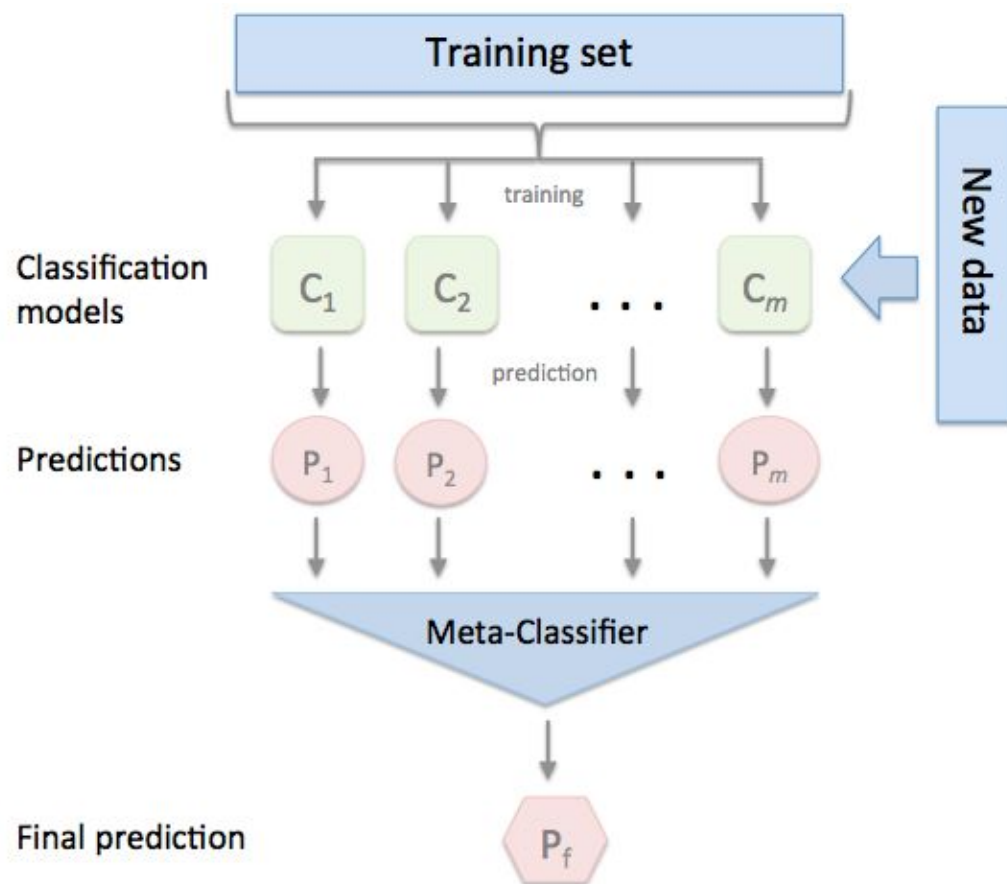 Training set
training
New data
Classification
models
C1 C2 . . . Cm
prediction
Predictions
P1 P2 . . . Pm
Meta-Classifier
Final prediction
Pf